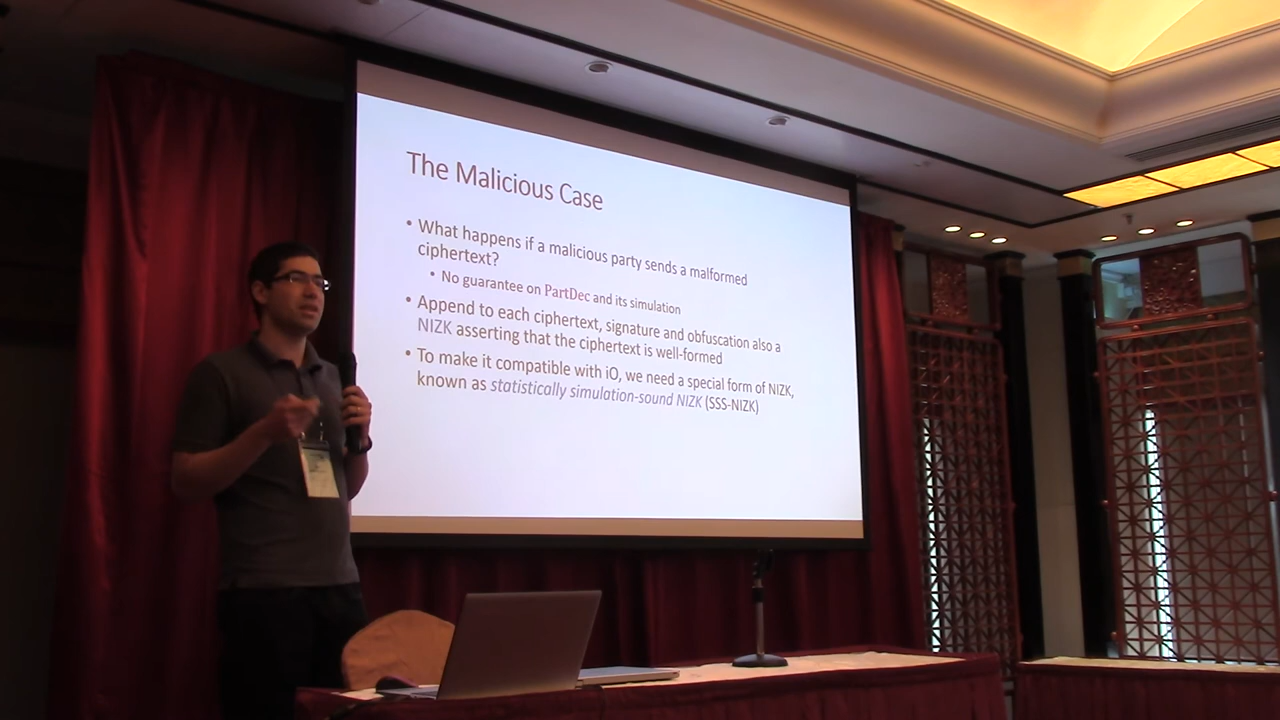 The Malicious Case
• What happens if a malicious party sends a malformed
ciphertext?
• No guarantee on PartDec and its simulation
• Append to each ciphertext, signature and obfuscation also a
NIZK asserting that the ciphertext is well-formed
• To make it compatible with iO, we need a special form of NIZK,
known as statistically simulation-sound NIZK (SSS-NIZK)